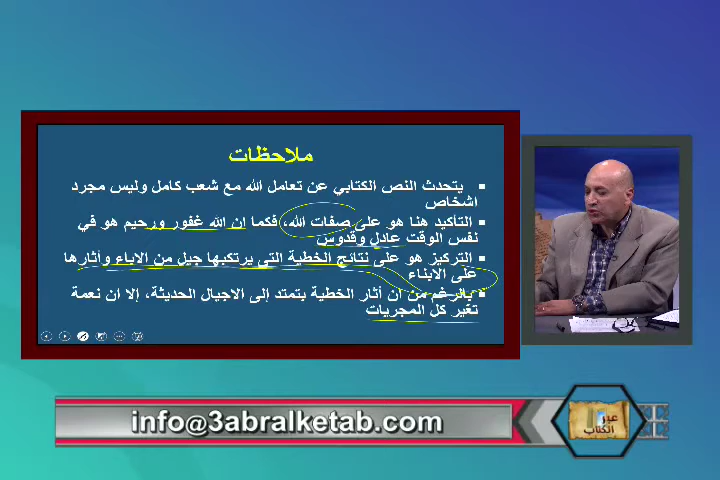 ملاحظات
▪ يتحدث النص الكتابي عن تعامل الله مع شعب كامل وليس مجرد
اشخاص
▪ التأكيد هنا هو على صفات الله، فكما ان الله غفور ورحيم هو في
نفس الوقت عادل وقدوس
▪ التركيز هو على نتائج الخطية التي يرتكبها جيل من الاباء وأثارها
على الابناء
▪ بالرغم من ان أثار الخطية يتمتد إلى الاجيال الحديثة، إلا ان نعمة
تغير كل المجريات
info@3abralketab.com
عبر
الكتاب